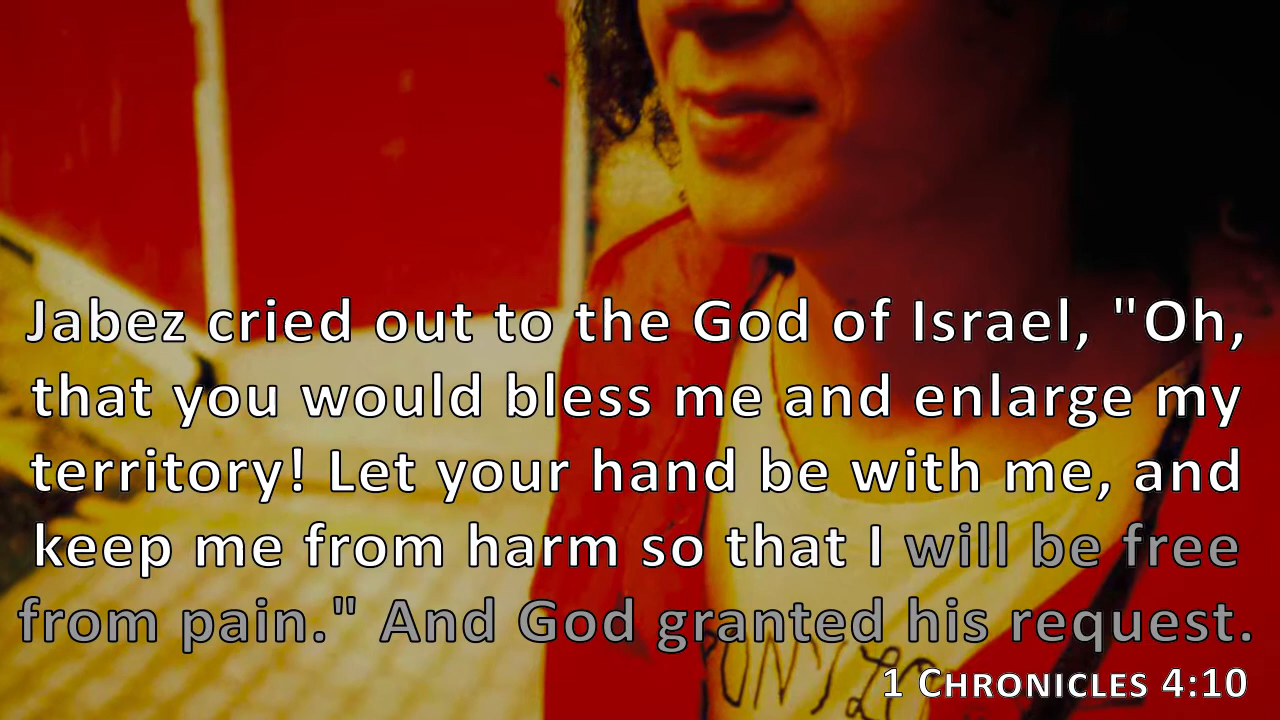 Jabez cried out to the God of Israel, "Oh,
that you would bless me and enlarge my
territory! Let your hand be with me, and
keep me from harm so that I will be free
from pain." And God granted his request.
1 CHRONICLES 4:10